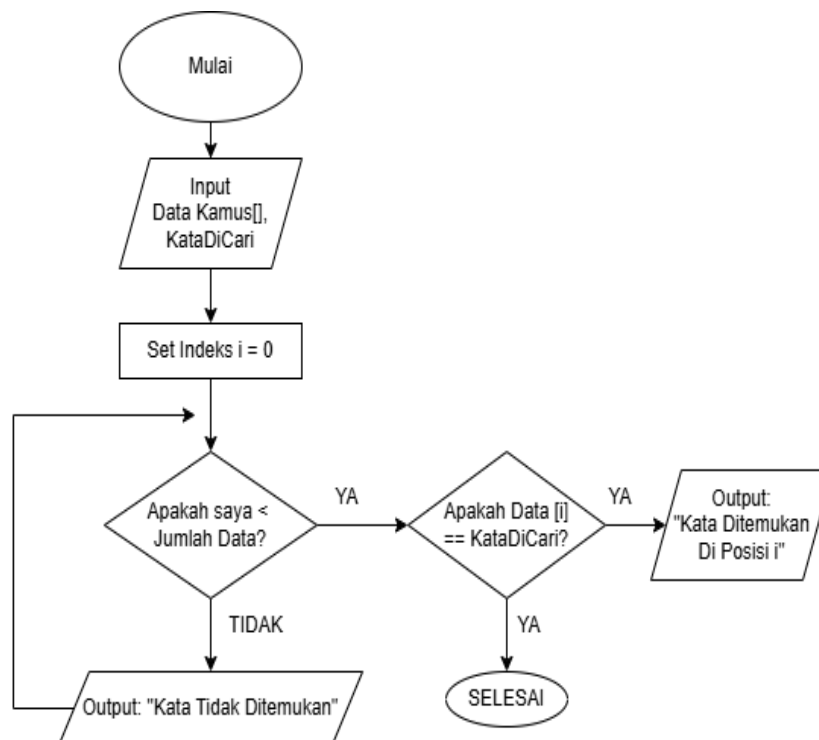 Mulai
Input
Data Kamus[],
KataDiCari
Set Indeks i = 0
Apakah saya <
Jumlah Data?
YA
Apakah Data [i]
== KataDiCari?
YA
Output:
"Kata Ditemukan
Di Posisi i"
TIDAK
YA
Output: "Kata Tidak Ditemukan"
SELESAI